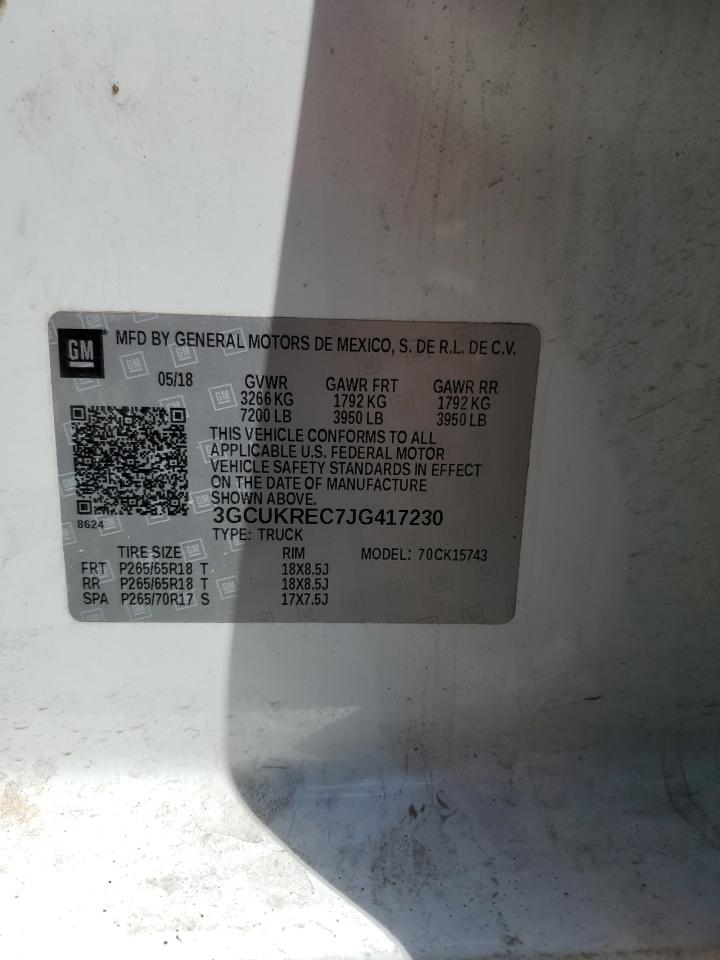 GM MFD BY GENERAL MOTORS DE MEXICO, S. DE R.L. DE C.V.
05/18 GVWR GAWR FRT GAWR RR
3266 KG 1792 KG 1792 KG
7200 LB 3950 LB 3950 LB
THIS VEHICLE CONFORMS TO ALL
APPLICABLE U.S. FEDERAL MOTOR
VEHICLE SAFETY STANDARDS IN EFFECT
ON THE DATE OF MANUFACTURE
SHOWN ABOVE.
8624
3GCUKREC7JG417230
TYPE: TRUCK
TIRE SIZE RIM MODEL: 70CK15743
FRT P265/65R18 T 18X8.5J
RR P265/65R18 T 18X8.5J
SPA P265/70R17 S 17X7.5J